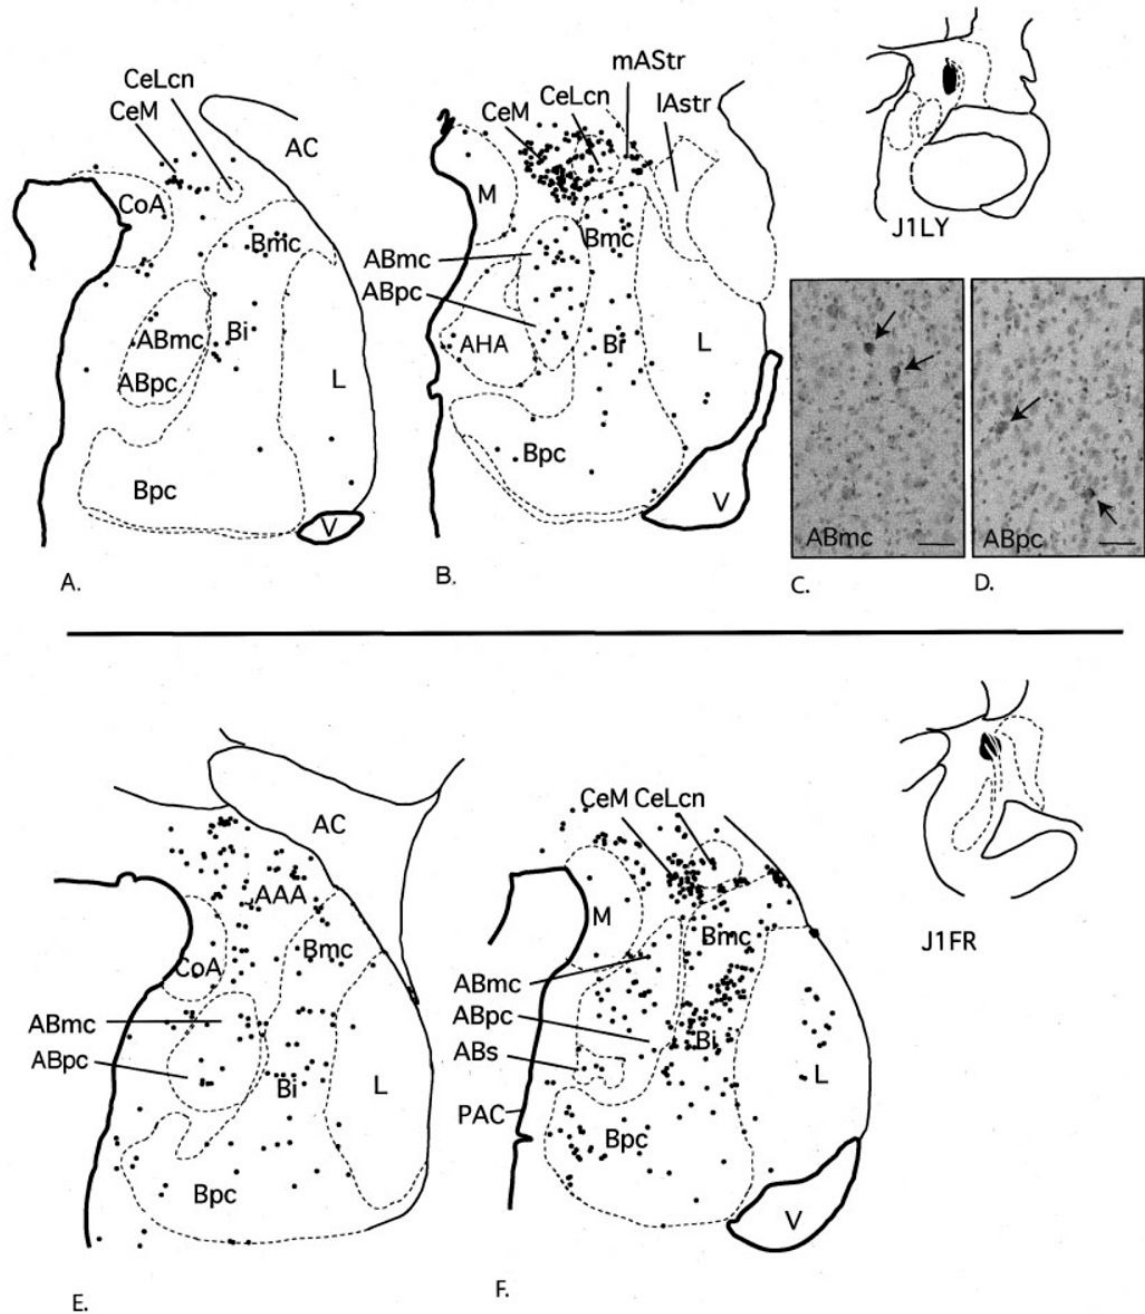 CeLcn
CeM
AC
CoA
Bmc
ABmc
Bi
ABpc
L
Bpc
V
A.
mAStr
CeLcn
lAstr
CeM
M
Bmc
ABmc
ABpc
AHA
Bi
L
Bpc
V
B.
J1LY
ABmc
C.
ABpc
D.
AC
AAA
Bmc
CoA
ABmc
ABpc
Bi
L
Bpc
E.
CeM CeLcn
M
Bmc
ABmc
ABpc
Bi
ABs
L
PAC
Bpc
V
F.
J1FR